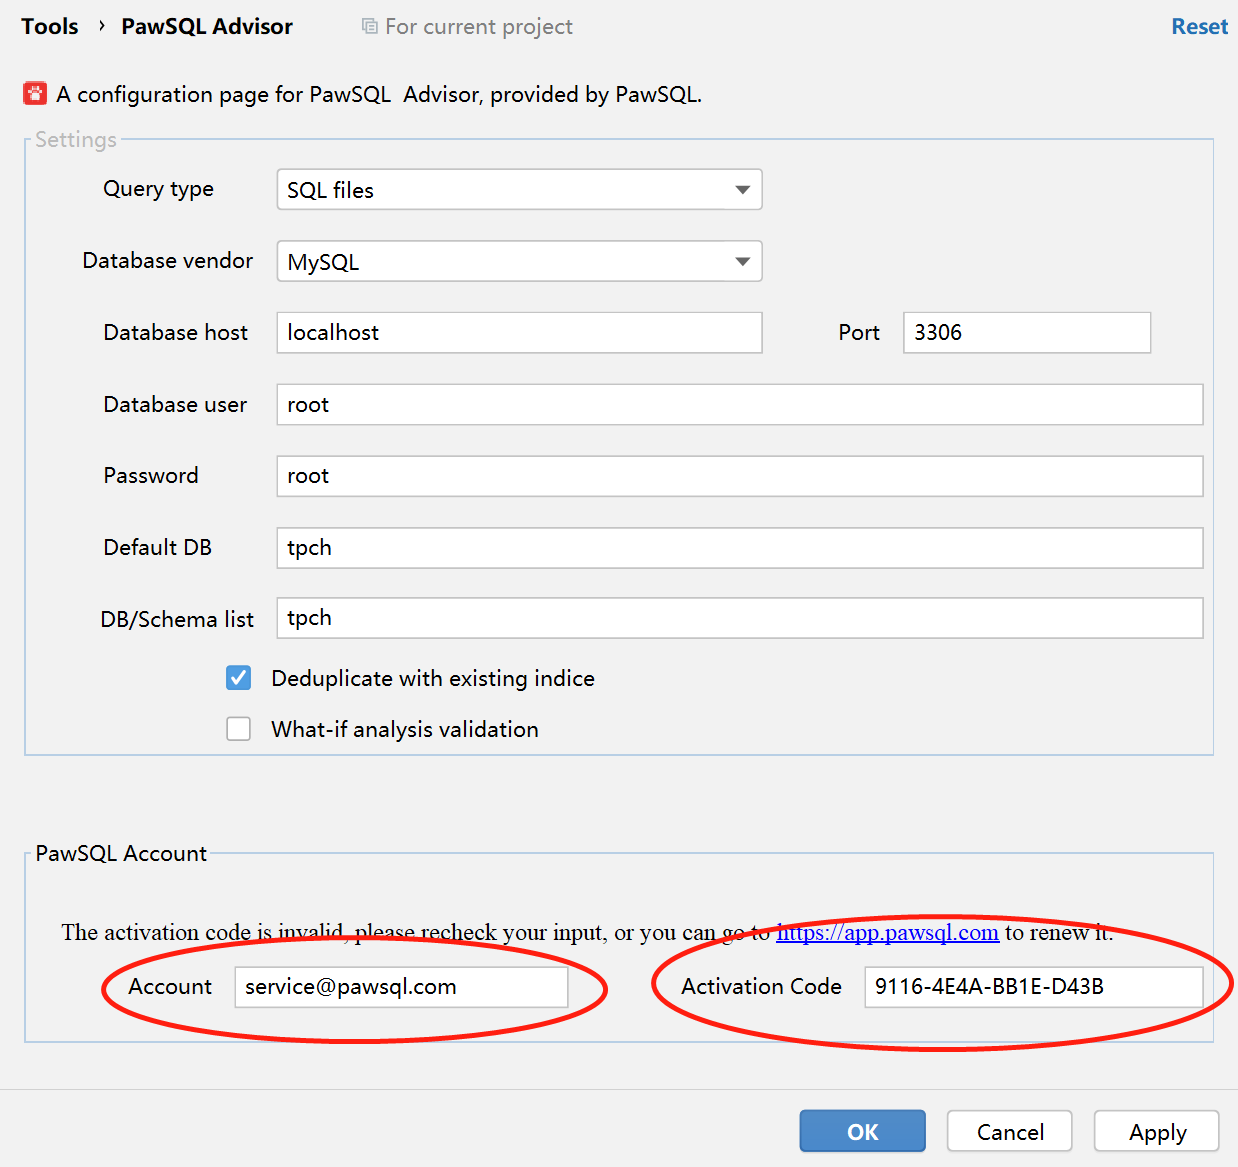 Tools › PawSQL Advisor For current project Reset
A configuration page for PawSQL Advisor, provided by PawSQL.
Settings
Query type SQL files
Database vendor MySQL
Database host localhost Port 3306
Database user root
Password root
Default DB tpch
DB/Schema list tpch
Deduplicate with existing indice
What-if analysis validation
PawSQL Account
The activation code is invalid, please recheck your input, or you can go to https://app.pawsql.com to renew it.
Account service@pawsql.com Activation Code 9116-4E4A-BB1E-D43B
OK Cancel Apply